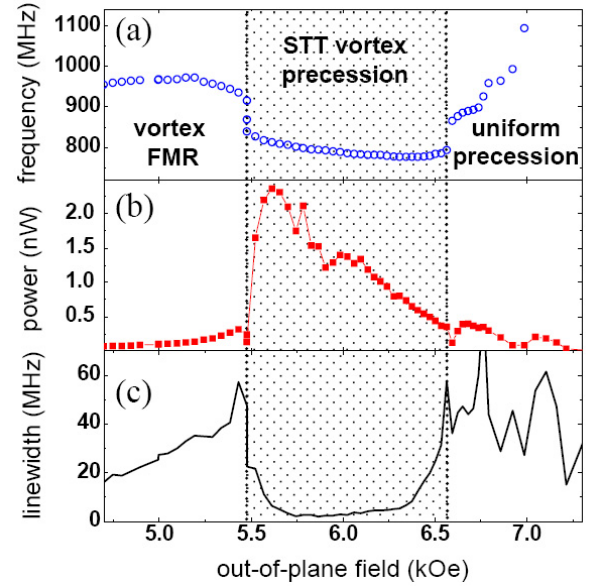 (a)
STT vortex
precession
vortex
FMR
uniform
precession
frequency (MHz)
1100
1000
900
800
(b)
power (nW)
2.0
1.5
1.0
0.5
(c)
linewidth (MHz)
60
40
20
0
5.0 5.5 6.0 6.5 7.0
out-of-plane field (kOe)